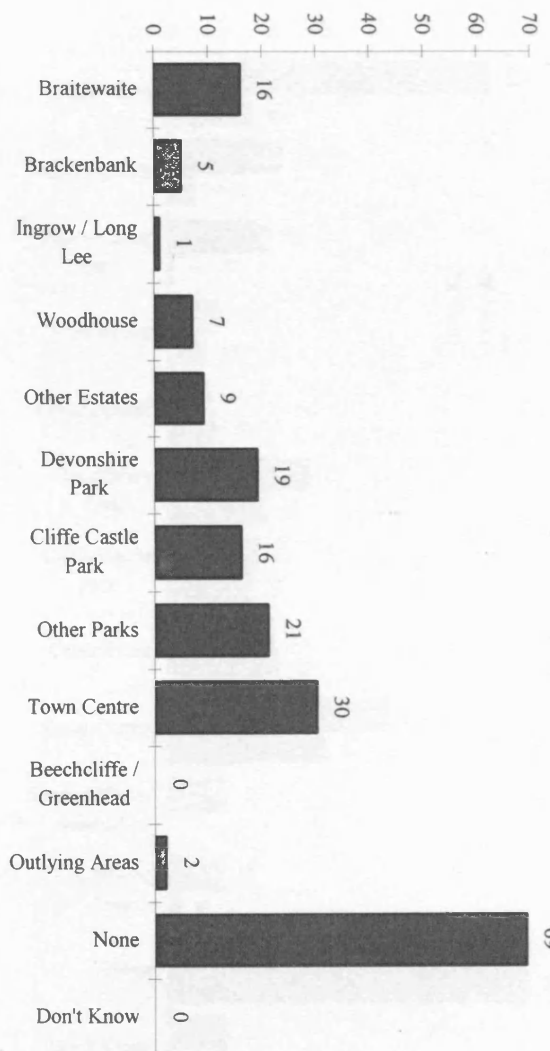 0
10
20
30
40
50
60
70
Braitewaite
16
Brackenbank
5
Ingrow / Long
Lee
1
Woodhouse
7
Other Estates
9
Devonshire
Park
19
Cliffe Castle
Park
16
Other Parks
21
Town Centre
30
Beechcliffe /
Greenhead
0
Outlying Areas
2
None
69
Don't Know
0